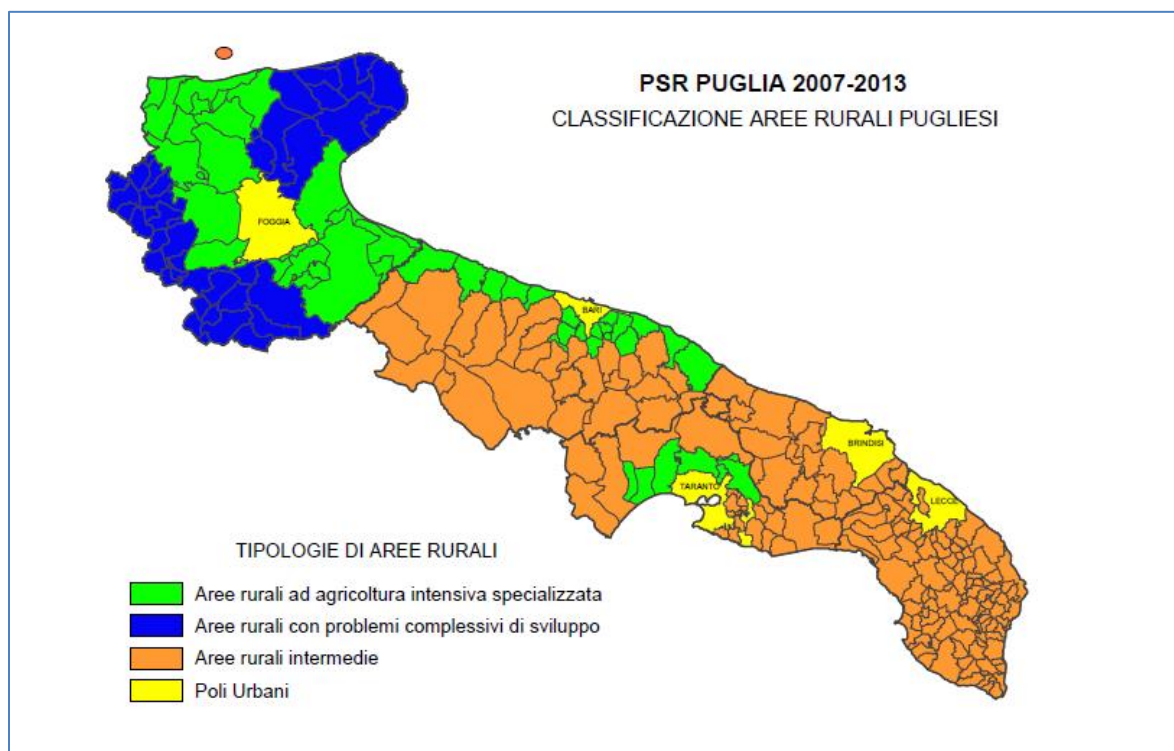 PSR PUGLIA 2007-2013
CLASSIFICAZIONE AREE RURALI PUGLIESI
FOGGIA
BARI
BRINDISI
TARANTO
LECCE
TIPOLOGIE DI AREE RURALI
Aree rurali ad agricoltura intensiva specializzata
Aree rurali con problemi complessivi di sviluppo
Aree rurali intermedie
Poli Urbani